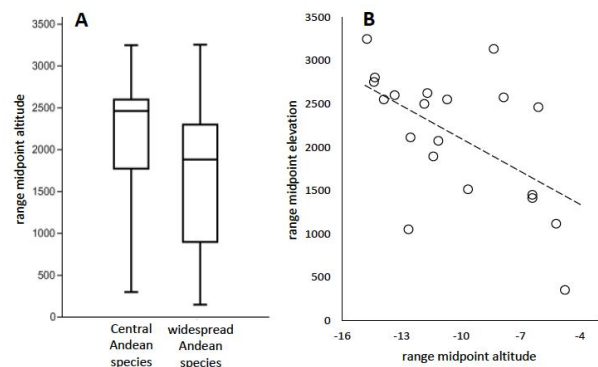 A
3500
3000
2500
2000
1500
1000
500
0
range midpoint altitude
Central
Andean
species
widespread
Andean
species
B
3500
3000
2500
2000
1500
1000
500
0
range midpoint elevation
-16 -13 -10 -7 -4
range midpoint altitude